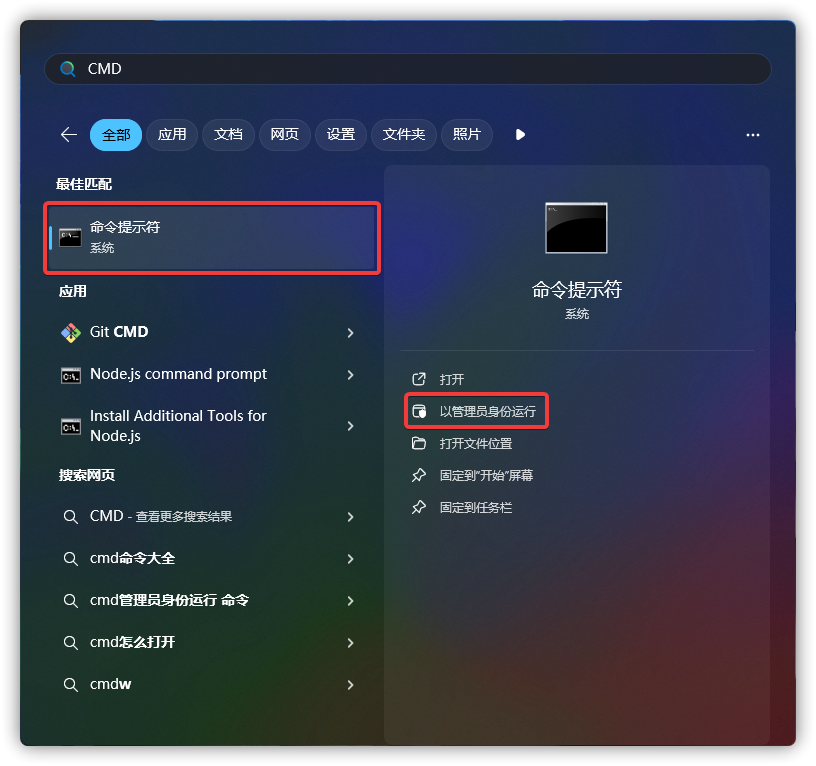 CMD
全部 应用 文档 网页 设置 文件夹 照片
最佳匹配
命令提示符
系统
应用
Git CMD
Node.js command prompt
Install Additional Tools for
Node.js
搜索网页
CMD - 查看更多搜索结果
cmd命令大全
cmd管理员身份运行 命令
cmd怎么打开
cmdw
命令提示符
系统
打开
以管理员身份运行
打开文件位置
固定到"开始"屏幕
固定到任务栏